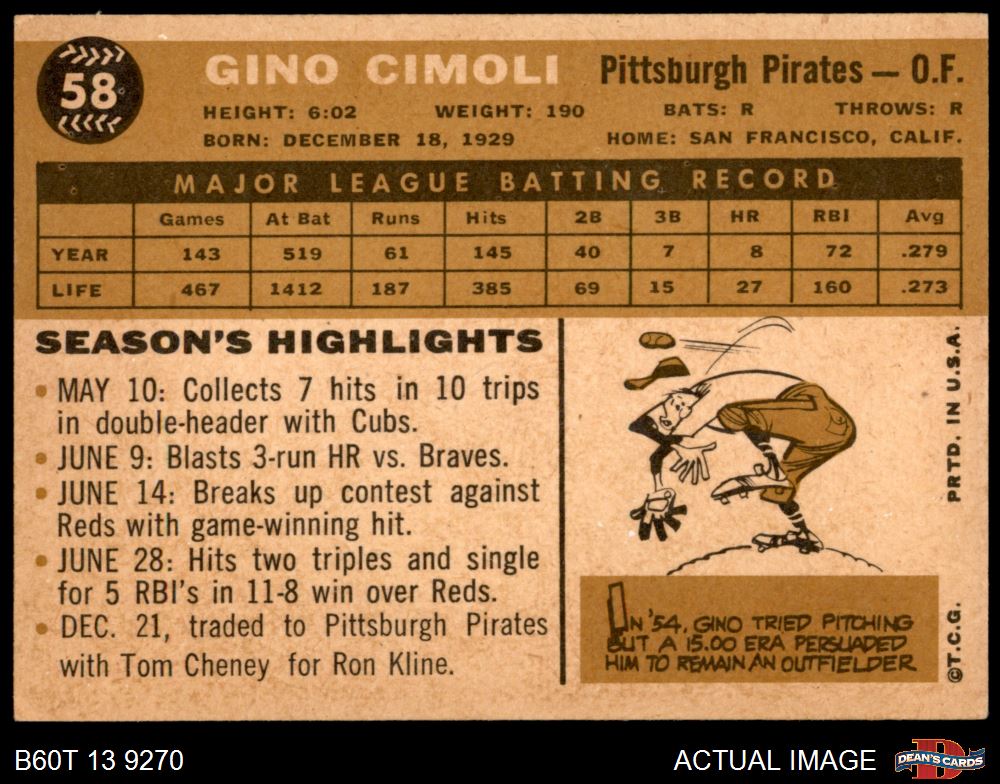 58
GINO CIMOLI Pittsburgh Pirates — O.F.
HEIGHT: 6:02 WEIGHT: 190 BATS: R THROWS: R
BORN: DECEMBER 18, 1929 HOME: SAN FRANCISCO, CALIF.
MAJOR LEAGUE BATTING RECORD
Games At Bat Runs Hits 2B 3B HR RBI Avg
YEAR 143 519 61 145 40 7 8 72 .279
LIFE 467 1412 187 385 69 15 27 160 .273
SEASON'S HIGHLIGHTS
• MAY 10: Collects 7 hits in 10 trips
in double-header with Cubs.
• JUNE 9: Blasts 3-run HR vs. Braves.
• JUNE 14: Breaks up contest against
Reds with game-winning hit.
• JUNE 28: Hits two triples and single
for 5 RBI's in 11-8 win over Reds.
• DEC. 21, traded to Pittsburgh Pirates
with Tom Cheney for Ron Kline.
IN '54, GINO TRIED PITCHING
BUT A 15.00 ERA PERSUADED
HIM TO REMAIN AN OUTFIELDER
©T.C.G. PRTD. IN U.S.A.
B60T 13 9270 ACTUAL IMAGE
D
DEAN'S CARDS